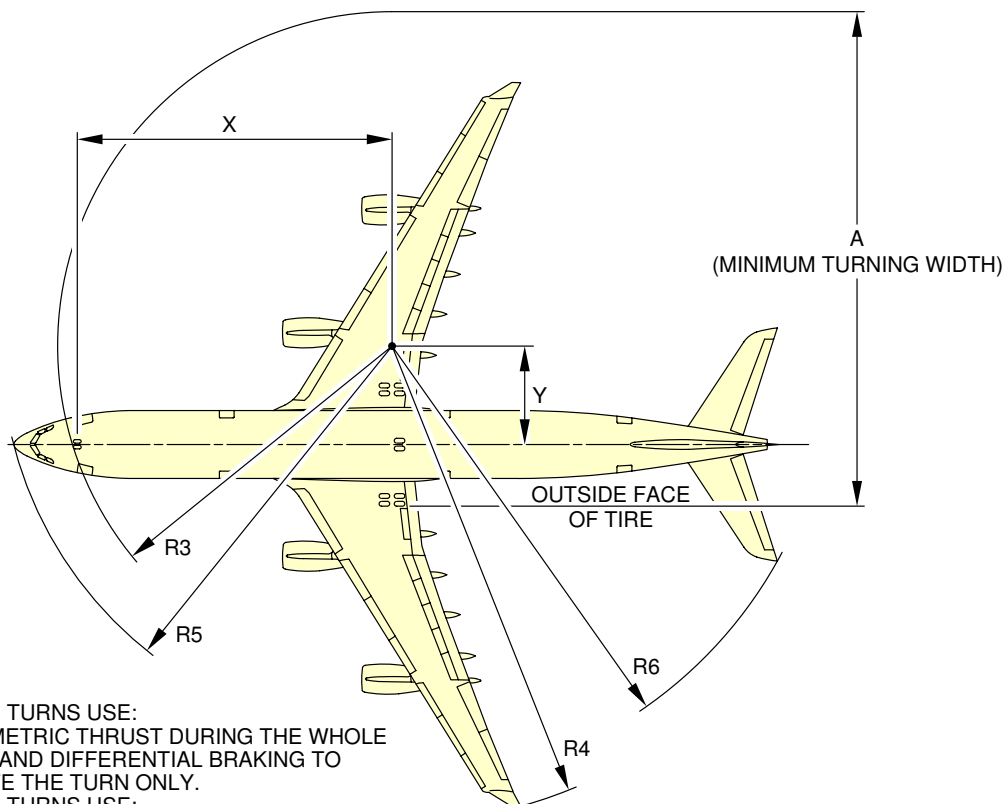 X
A
(MINIMUM TURNING WIDTH)
Y
OUTSIDE FACE
OF TIRE
R3
R5
R6
R4
TURNS USE:
METRIC THRUST DURING THE WHOLE
AND DIFFERENTIAL BRAKING TO
E THE TURN ONLY.
TURNS USE: